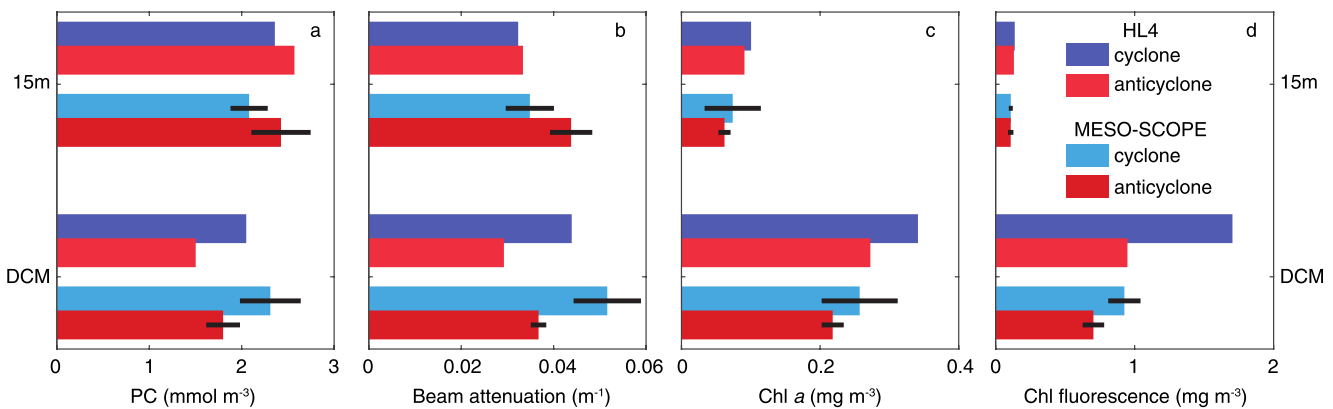 a
b
c
d
HL4
cyclone
anticyclone
MESO-SCOPE
cyclone
anticyclone
15m
15m
DCM
DCM
0 1 2 3
0 0.02 0.04 0.06
0 0.2 0.4
0 1 2
PC (mmol m⁻³)
Beam attenuation (m⁻¹)
Chl a (mg m⁻³)
Chl fluorescence (mg m⁻³)